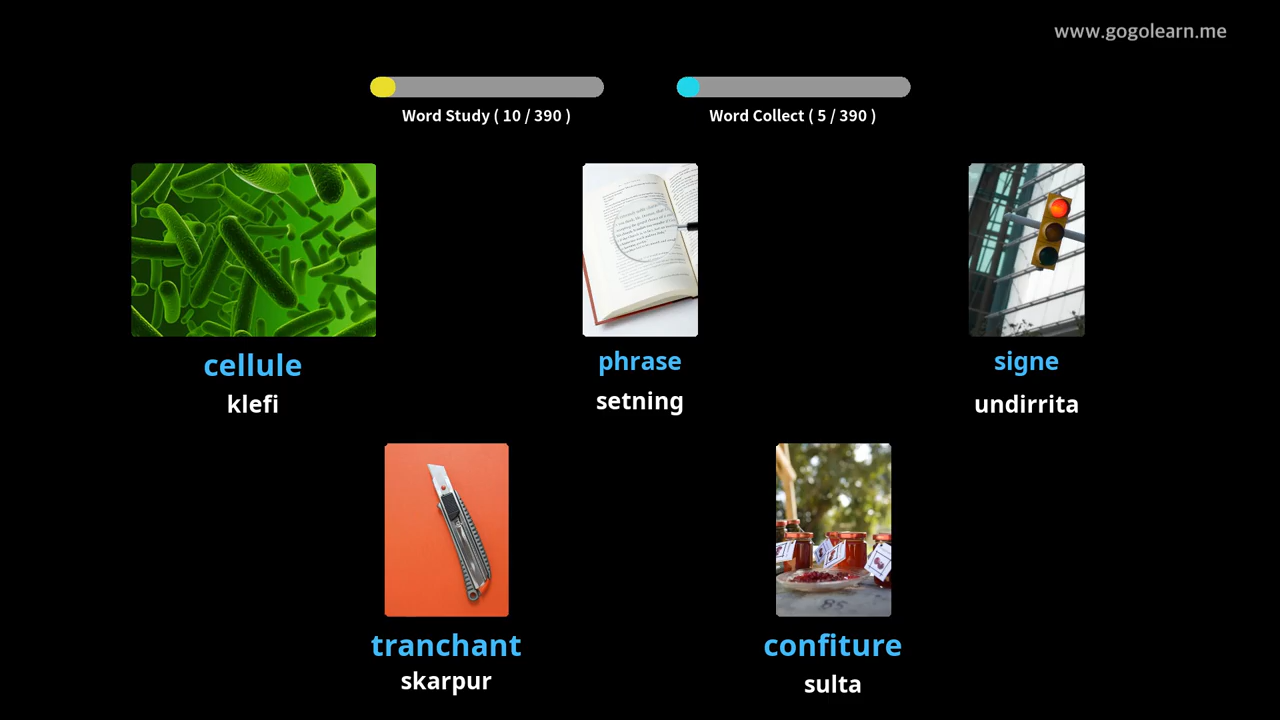 www.gogolearn.me
Word Study ( 10 / 390 )
Word Collect ( 5 / 390 )
cellule
klefi
phrase
setning
signe
undirrita
tranchant
skarpur
confiture
sulta